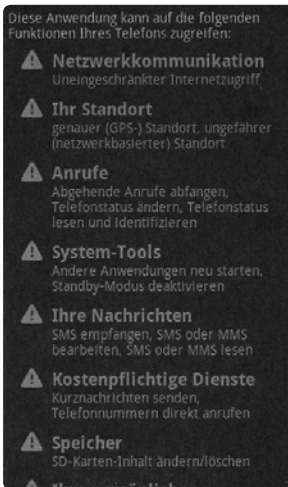 Diese Anwendung kann auf die folgenden
Funktionen Ihres Telefons zugreifen:
Netzwerkkommunikation
Uneingeschränkter Internetzugriff
Ihr Standort
genauer (GPS-) Standort, ungefährer
(netzwerkbasierter) Standort
Anrufe
Abgehende Anrufe abfangen,
Telefonstatus ändern, Telefonstatus
lesen und identifizieren
System-Tools
Andere Anwendungen neu starten,
Standby-Modus deaktivieren
Ihre Nachrichten
SMS empfangen, SMS oder MMS
bearbeiten, SMS oder MMS lesen
Kostenpflichtige Dienste
Kurznachrichten senden,
Telefonnummern direkt anrufen
Speicher
SD-Karten-Inhalt ändern/löschen